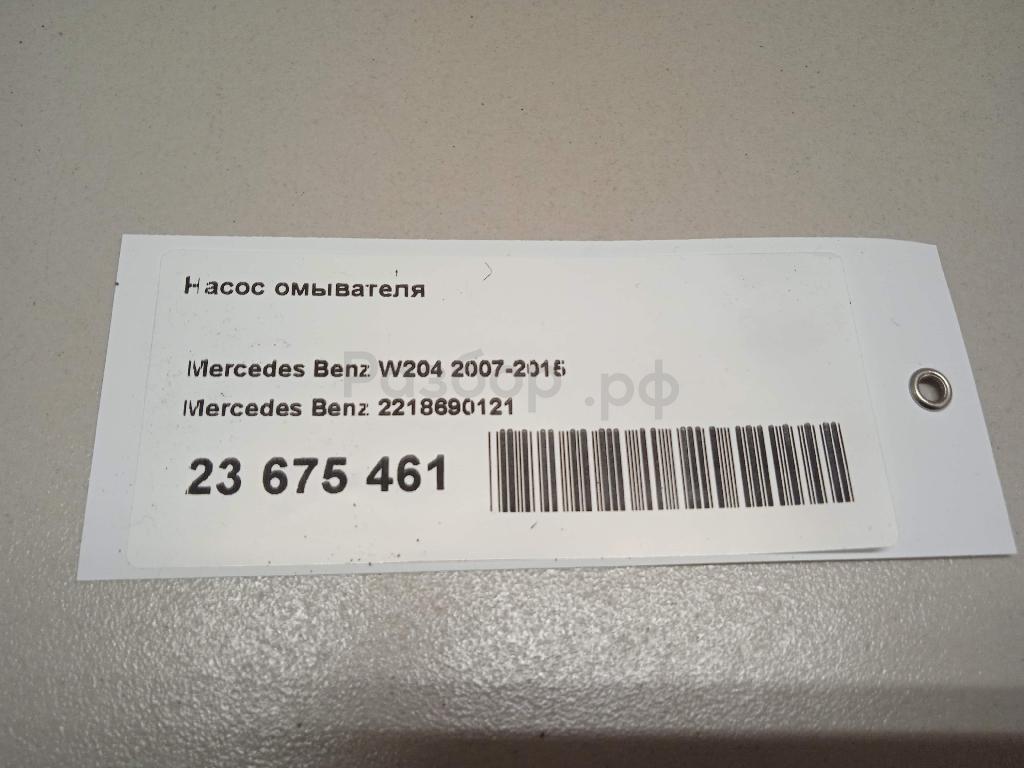 Насос омывателя
Mercedes Benz W204 2007-2015
Разбор.рф
Mercedes Benz 2218690121
23 675 461